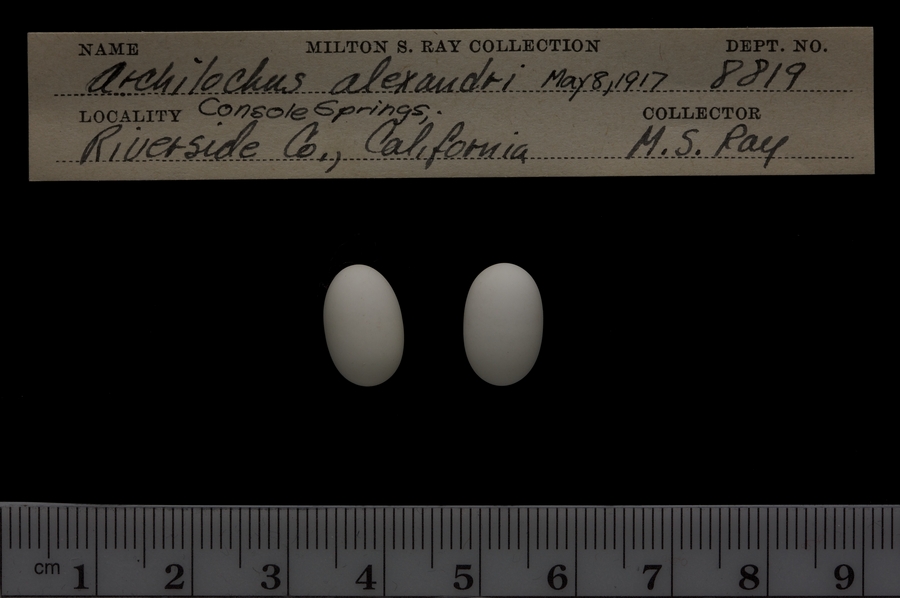 NAME MILTON S. RAY COLLECTION DEPT. NO.
Archilochus alexandri May 8, 1917 8819
LOCALITY Console Springs, COLLECTOR
Riverside Co., California M.S. Ray
cm 1 2 3 4 5 6 7 8 9